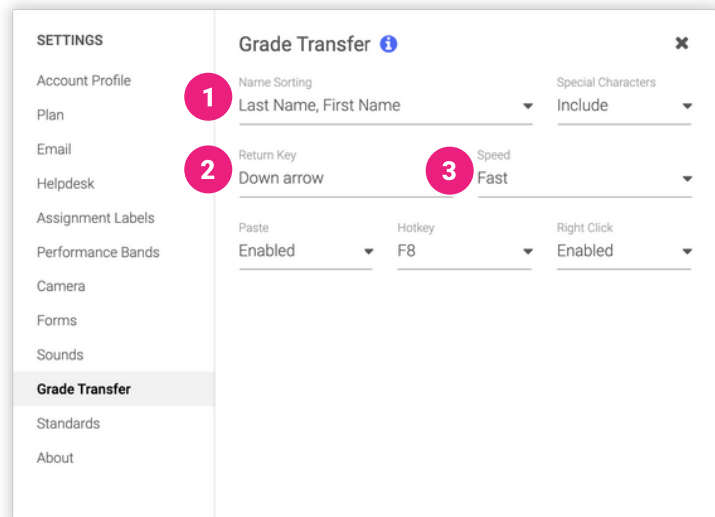 SETTINGS
Account Profile
Plan
Email
Helpdesk
Assignment Labels
Performance Bands
Camera
Forms
Sounds
Grade Transfer
Standards
About
Grade Transfer i
1
Name Sorting
Last Name, First Name
Special Characters
Include
2
Return Key
Down arrow
3
Speed
Fast
Paste
Enabled
Hotkey
F8
Right Click
Enabled